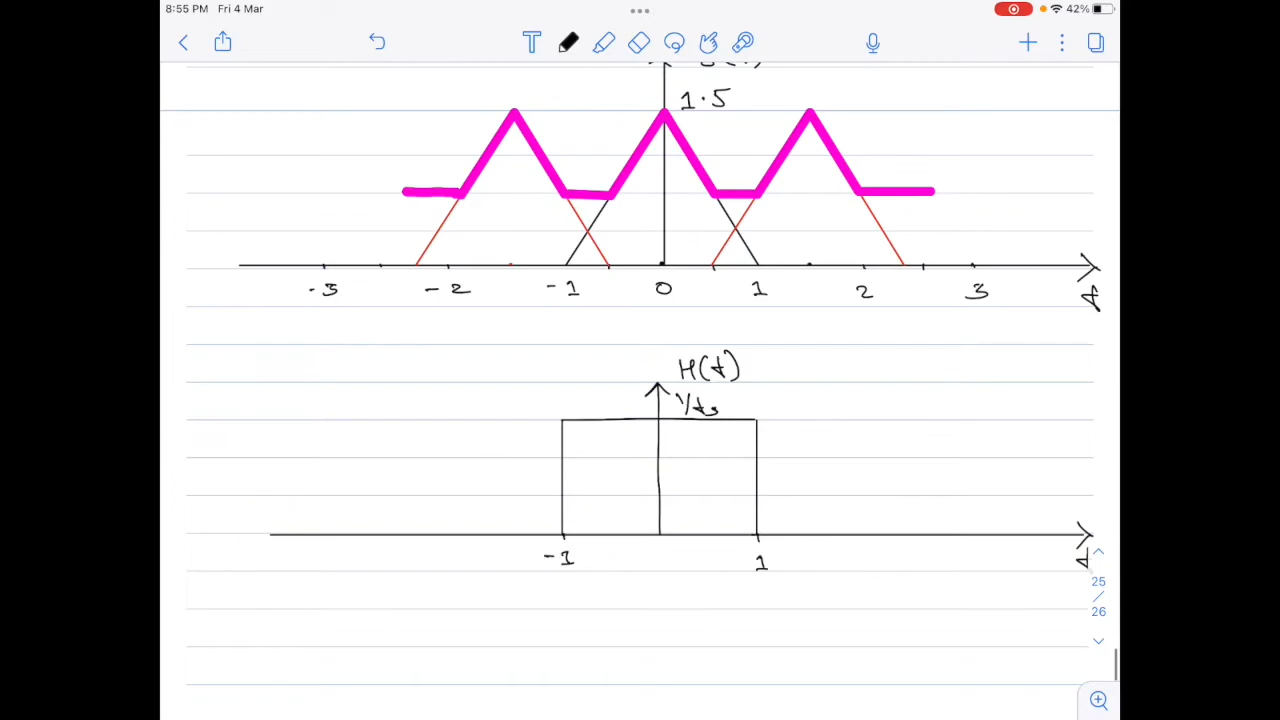 8:55 PM Fri 4 Mar
42%
T
1.5
-3 -2 -1 0 1 2 3 f
H(f)
1/fs
-1 1 f
25
/
26